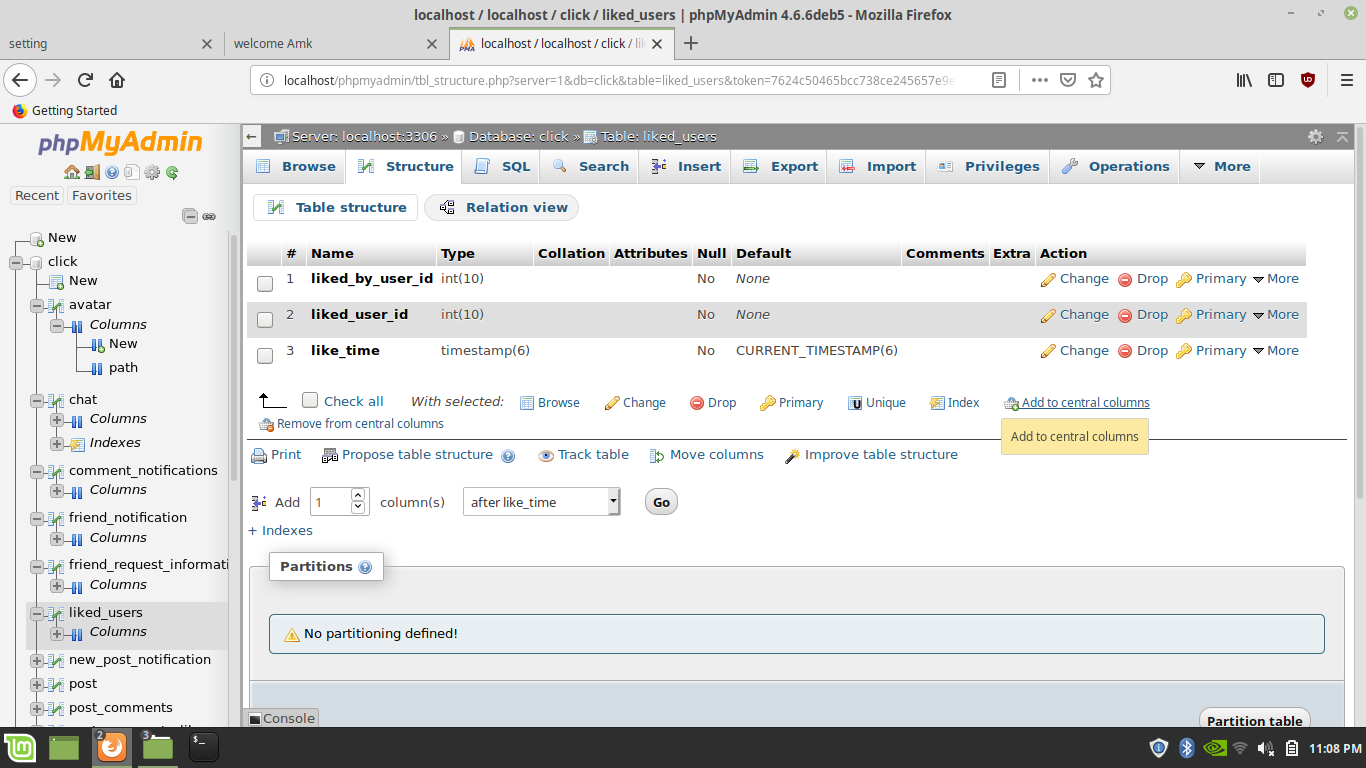 localhost / localhost / click / liked_users | phpMyAdmin 4.6.6deb5 - Mozilla Firefox
setting
welcome Amk
localhost / localhost / click / li
localhost/phpmyadmin/tbl_structure.php?server=1&db=click&table=liked_users&token=7624c50465bcc738ce245657e9e
Getting Started
phpMyAdmin
Recent Favorites
New
click
New
avatar
Columns
New
path
chat
Columns
Indexes
comment_notifications
Columns
friend_notification
Columns
friend_request_informati
Columns
liked_users
Columns
new_post_notification
post
post_comments
Server: localhost:3306 » Database: click » Table: liked_users
Browse Structure SQL Search Insert Export Import Privileges Operations More
Table structure Relation view
# Name Type Collation Attributes Null Default Comments Extra Action
1 liked_by_user_id int(10) No None Change Drop Primary More
2 liked_user_id int(10) No None Change Drop Primary More
3 like_time timestamp(6) No CURRENT_TIMESTAMP(6) Change Drop Primary More
Check all With selected: Browse Change Drop Primary Unique Index Add to central columns
Remove from central columns
Add to central columns
Print Propose table structure Track table Move columns Improve table structure
Add 1 column(s) after like_time Go
+ Indexes
Partitions
No partitioning defined!
Console
Partition table
2
3
11:08 PM